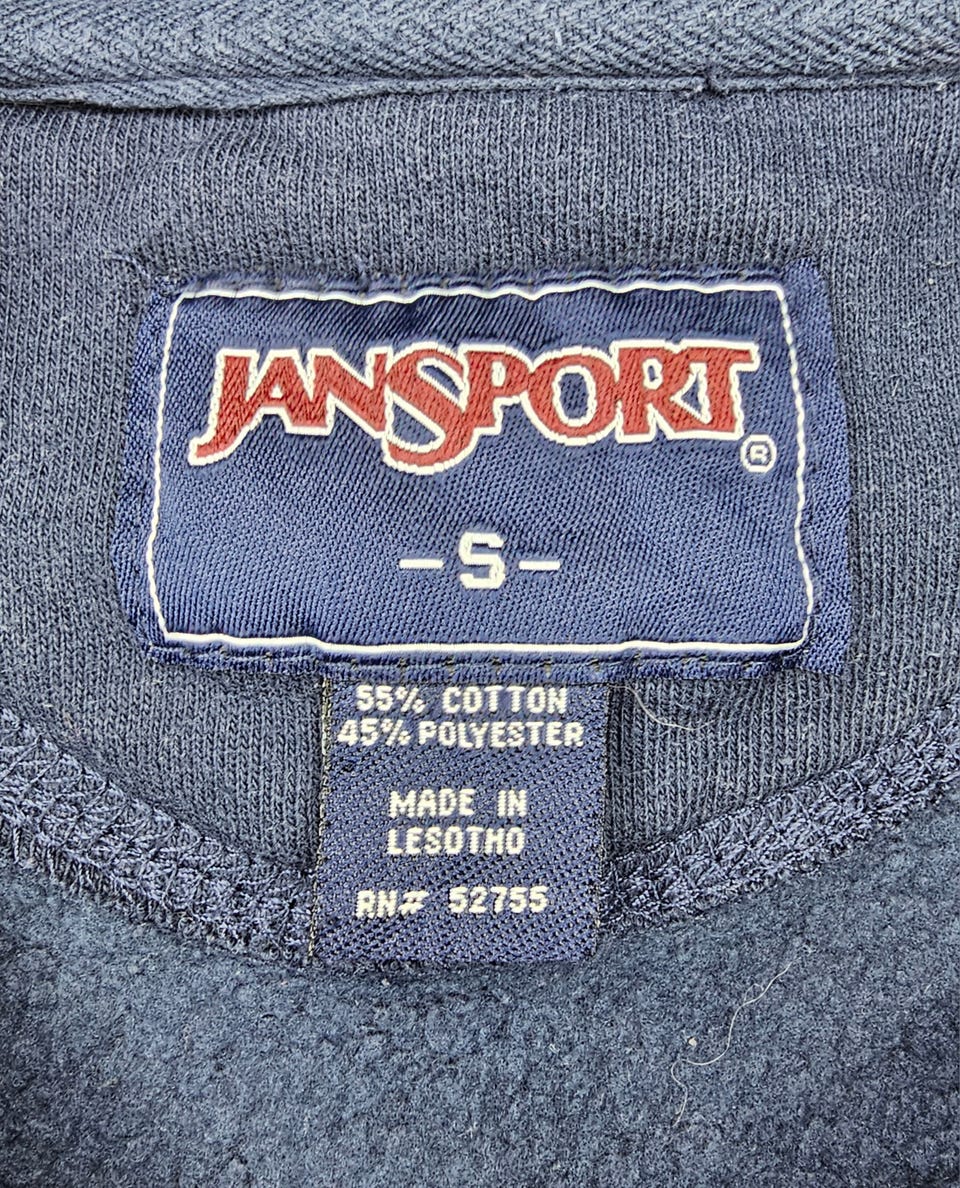 JANSPORT®
-S-
55% COTTON
45% POLYESTER
MADE IN
LESOTHO
RN# 52755